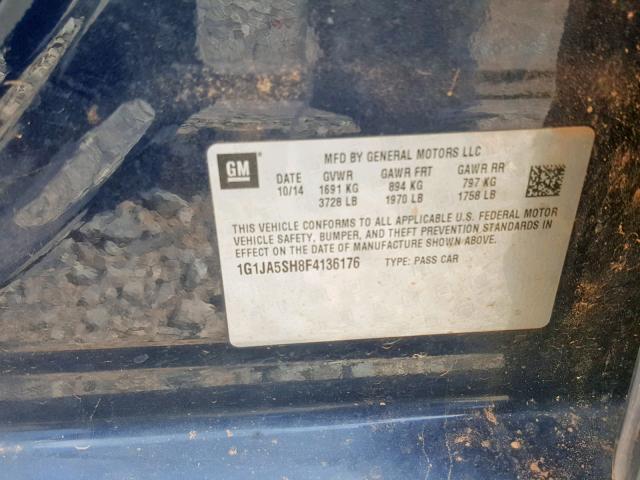 MFD BY GENERAL MOTORS LLC
GM DATE GVWR GAWR FRT GAWR RR
10/14 1691 KG 894 KG 797 KG
3728 LB 1970 LB 1758 LB
THIS VEHICLE CONFORMS TO ALL APPLICABLE U.S. FEDERAL MOTOR
VEHICLE SAFETY, BUMPER, AND THEFT PREVENTION STANDARDS IN
EFFECT ON THE DATE OF MANUFACTURE SHOWN ABOVE.
1G1JA5SH8F4136176 TYPE: PASS CAR